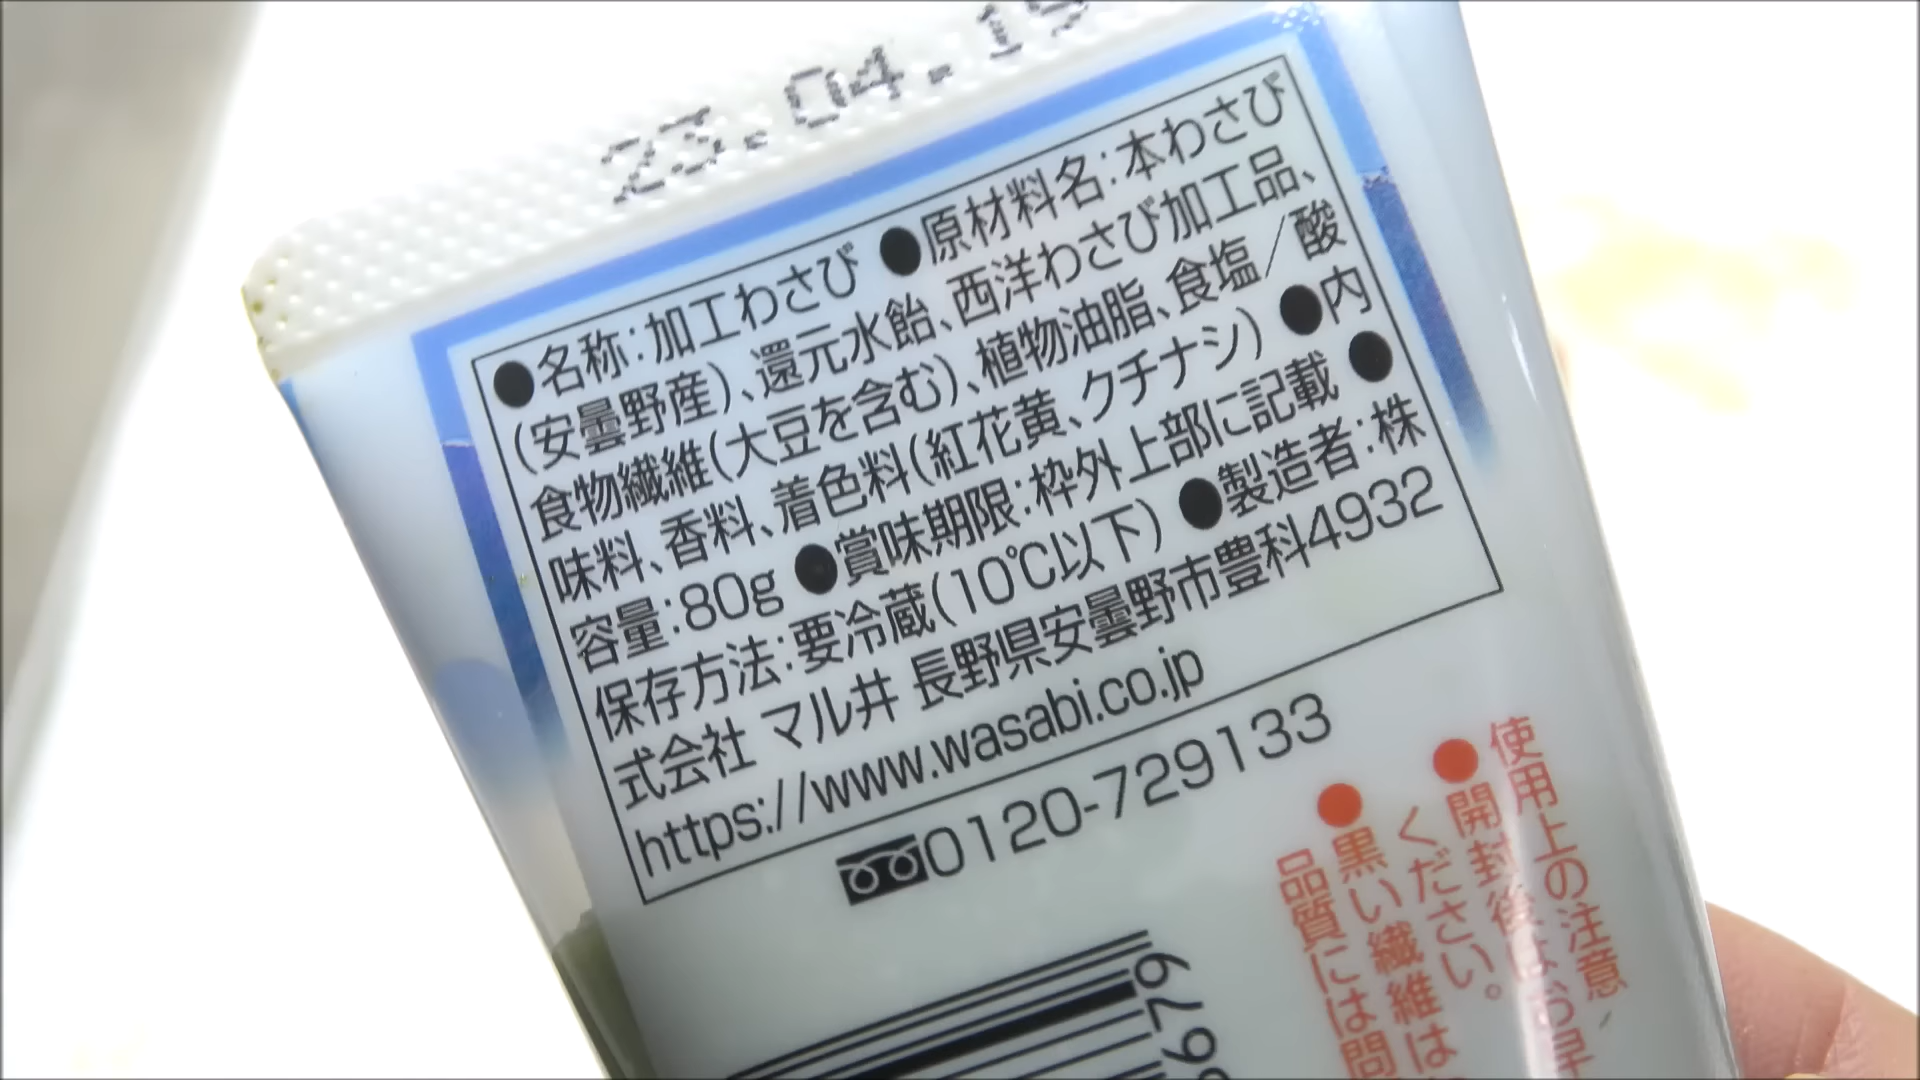 23.04.19
●名称:加工わさび ●原材料名:本わさび
(安曇野産)、還元水飴、西洋わさび加工品、
食物繊維(大豆を含む)、植物油脂、食塩/酸
味料、香料、着色料(紅花黄、クチナシ) ●内
容量:80g ●賞味期限:枠外上部に記載 ●
保存方法:要冷蔵(10℃以下) ●製造者:株
式会社 マル井 長野県安曇野市豊科4932
https://www.wasabi.co.jp
0120-729133
使用上の注意
●開封後はお早
ください。
●黒い繊維は
品質には問